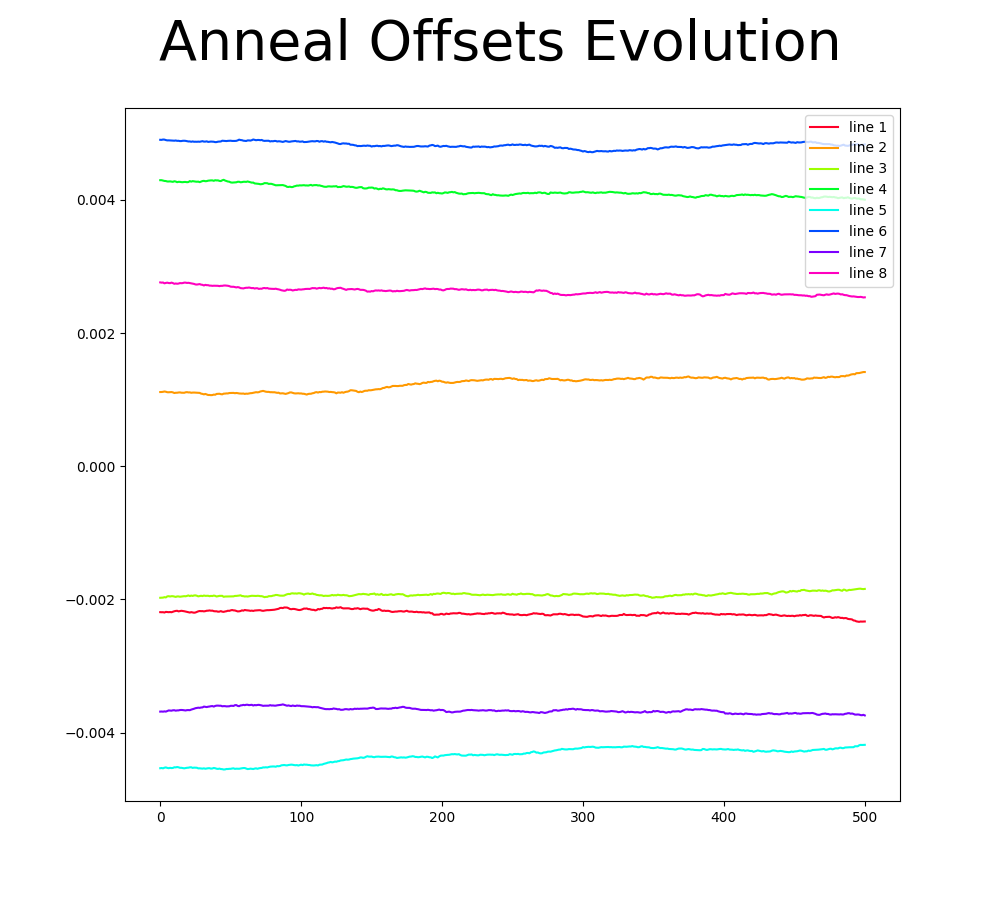 Anneal Offsets Evolution
line 1
line 2
line 3
line 4
line 5
line 6
line 7
line 8
0.004
0.002
0.000
−0.002
−0.004
0 100 200 300 400 500